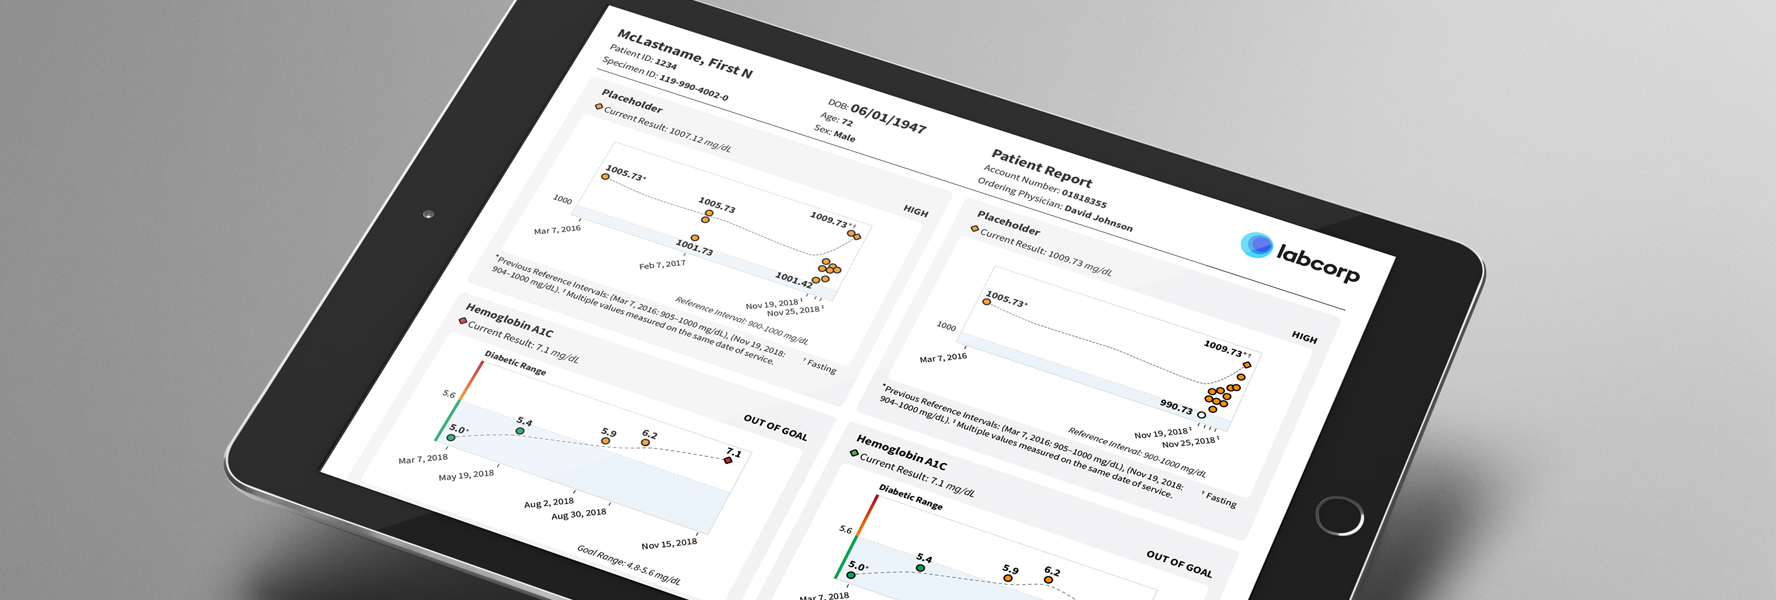 McLastname, First N
Patient ID: 1234
Specimen ID: 119-990-4002-0
DOB: 06/01/1947
Age: 72
Sex: Male
Patient Report
Account Number: 01818355
Ordering Physician: David Johnson
labcorp
Placeholder
Current Result: 1007.12 mg/dL
HIGH
1005.73*
1005.73
1009.73*†
1000
1001.73
1001.42
Mar 7, 2016
Feb 7, 2017
Nov 19, 2018‡
Nov 25, 2018‡
Reference Interval: 900-1000 mg/dL
*Previous Reference Intervals: (Mar 7, 2016: 905–1000 mg/dL), (Nov 19, 2018:
904–1000 mg/dL). ‡ Multiple values measured on the same date of service.
† Fasting
Placeholder
Current Result: 1009.73 mg/dL
HIGH
1005.73*
1009.73*†
1000
990.73
Mar 7, 2016
Nov 19, 2018‡
Nov 25, 2018‡
Reference Interval: 900-1000 mg/dL
*Previous Reference Intervals: (Mar 7, 2016: 905–1000 mg/dL), (Nov 19, 2018:
904–1000 mg/dL). ‡ Multiple values measured on the same date of service.
† Fasting
Hemoglobin A1C
Current Result: 7.1 mg/dL
OUT OF GOAL
Diabetic Range
5.6
5.0*
5.4
5.9
6.2
7.1
Mar 7, 2018
May 19, 2018
Aug 2, 2018
Aug 30, 2018
Nov 15, 2018
Goal Range: 4.8-5.6 mg/dL
Hemoglobin A1C
Current Result: 7.1 mg/dL
OUT OF GOAL
Diabetic Range
5.6
5.0*
5.4
5.9
6.2
Mar 7, 2018